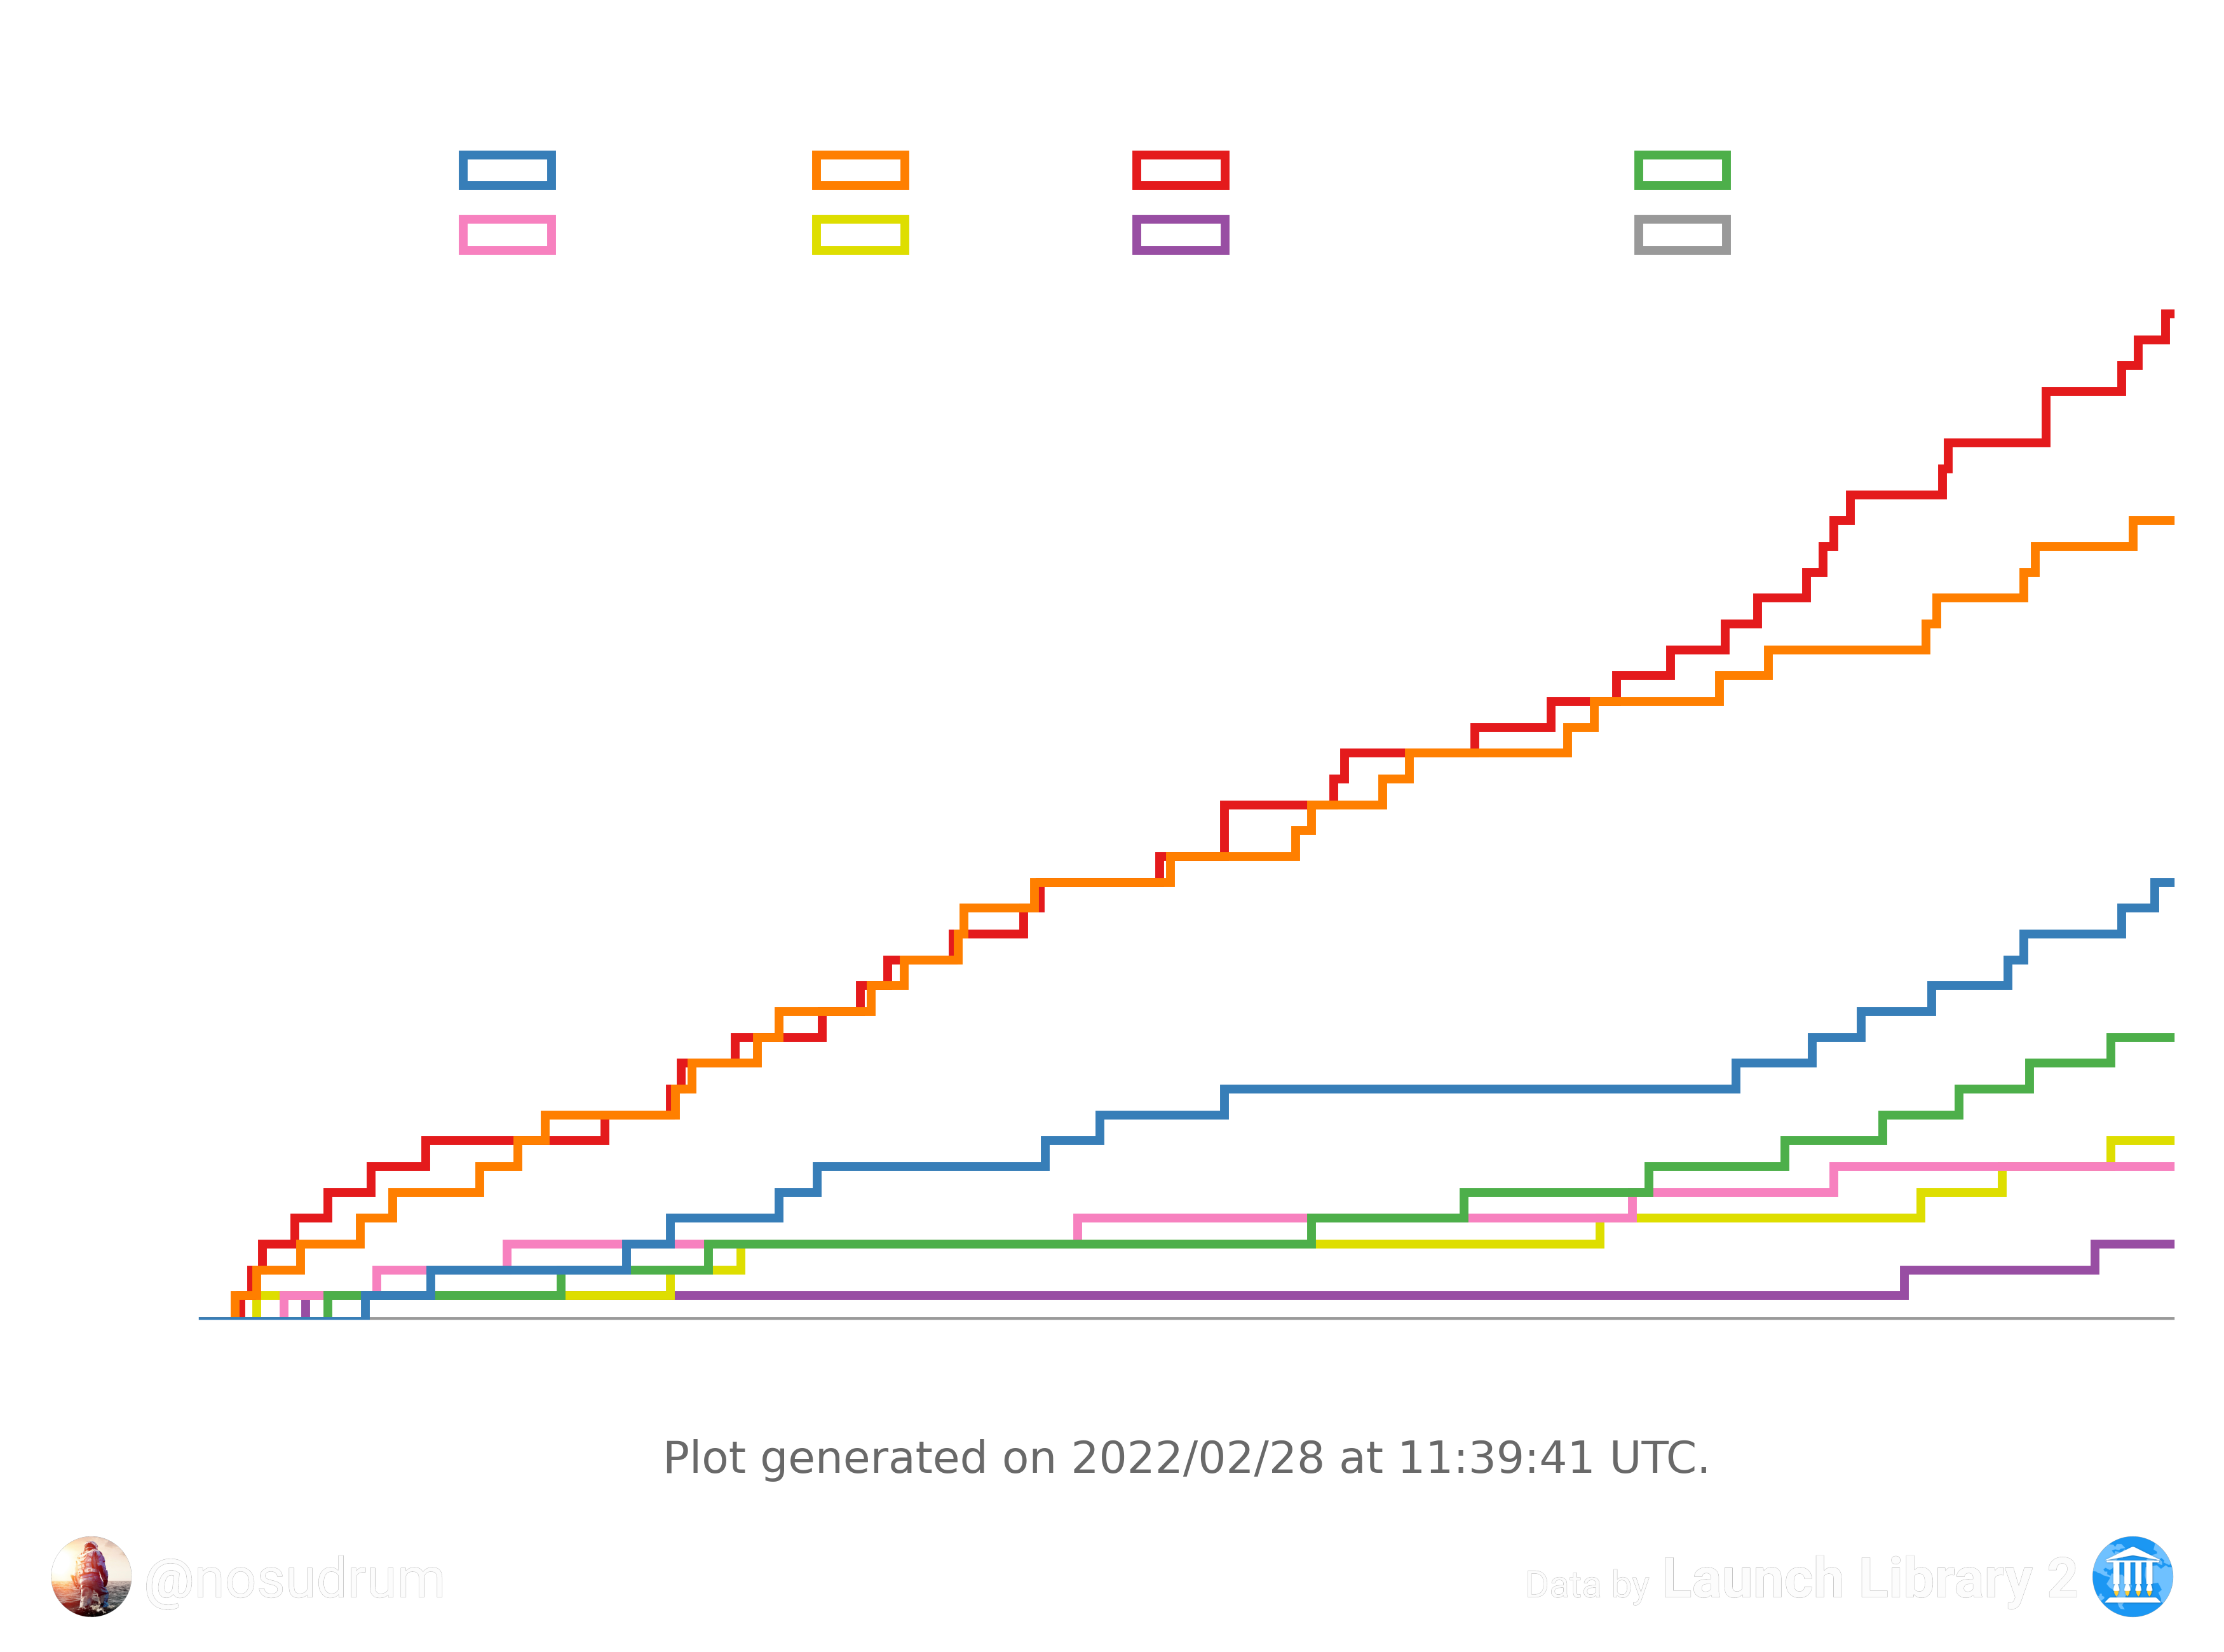 Plot generated on 2022/02/28 at 11:39:41 UTC.
@nosudrum
Data by Launch Library 2